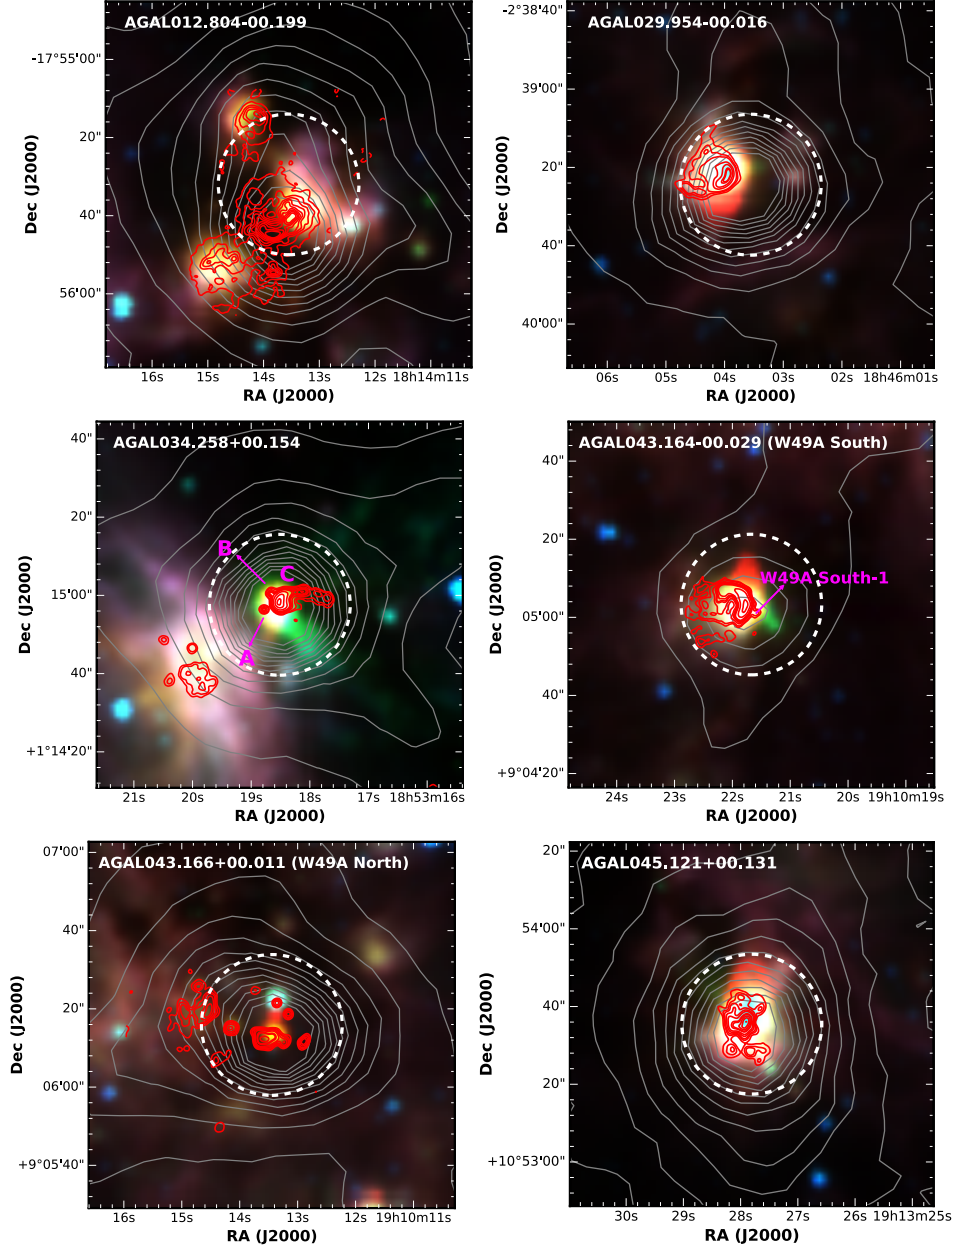 AGAL012.804-00.199
-17°55'00"
20"
40"
56'00"
Dec (J2000)
16s 15s 14s 13s 12s 18h14m11s
RA (J2000)
AGAL029.954-00.016
-2°38'40"
39'00"
20"
40"
40'00"
Dec (J2000)
06s 05s 04s 03s 02s 18h46m01s
RA (J2000)
AGAL034.258+00.154
40"
20"
15'00"
40"
+1°14'20"
Dec (J2000)
B
C
A
21s 20s 19s 18s 17s 18h53m16s
RA (J2000)
AGAL043.164-00.029 (W49A South)
40"
20"
05'00"
40"
+9°04'20"
Dec (J2000)
W49A South-1
24s 23s 22s 21s 20s 19h10m19s
RA (J2000)
AGAL043.166+00.011 (W49A North)
07'00"
40"
20"
06'00"
+9°05'40"
Dec (J2000)
16s 15s 14s 13s 12s 19h10m11s
RA (J2000)
AGAL045.121+00.131
20"
54'00"
40"
20"
+10°53'00"
Dec (J2000)
30s 29s 28s 27s 26s 19h13m25s
RA (J2000)